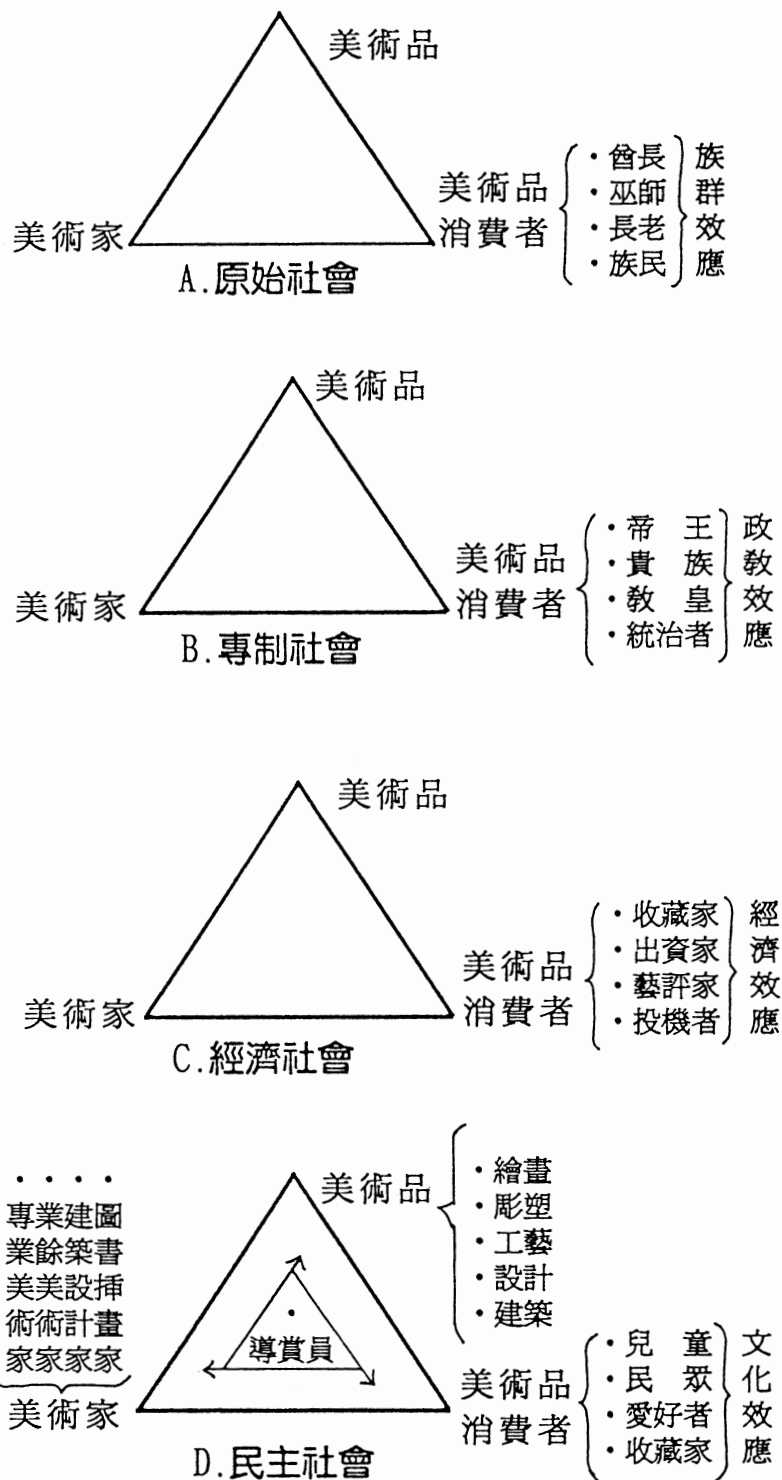 美術品
美術家
美術品
消費者
・酋長
・巫師
・長老
・族民
族群效應
A.原始社會
美術品
美術家
美術品
消費者
・帝 王
・貴 族
・教 皇
・統治者
政教效應
B.專制社會
美術品
美術家
美術品
消費者
・收藏家
・出資家
・藝評家
・投機者
經濟效應
C.經濟社會
美術品
・繪畫
・彫塑
・工藝
・設計
・建築
・專業美術家
・業餘美術家
・建築設計家
・圖書插畫家
美術家
・
導賞員
美術品
消費者
・兒 童
・民 眾
・愛好者
・收藏家
文化效應
D.民主社會